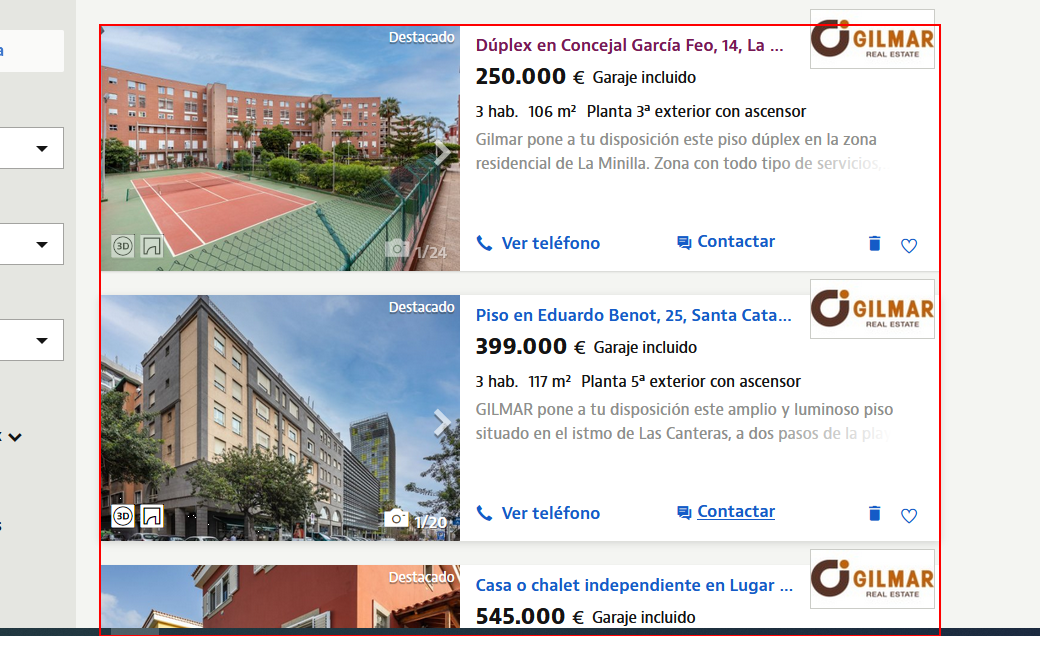 Destacado
Dúplex en Concejal García Feo, 14, La ...
GILMAR
REAL ESTATE
250.000 € Garaje incluido
3 hab. 106 m² Planta 3ª exterior con ascensor
Gilmar pone a tu disposición este piso dúplex en la zona
residencial de La Minilla. Zona con todo tipo de servicios,
3D
1/24
Ver teléfono
Contactar
Destacado
Piso en Eduardo Benot, 25, Santa Cata...
GILMAR
REAL ESTATE
399.000 € Garaje incluido
3 hab. 117 m² Planta 5ª exterior con ascensor
GILMAR pone a tu disposición este amplio y luminoso piso
situado en el istmo de Las Canteras, a dos pasos de la
3D
1/20
Ver teléfono
Contactar
Destacado
Casa o chalet independiente en Lugar ...
GILMAR
REAL ESTATE
545.000 € Garaje incluido